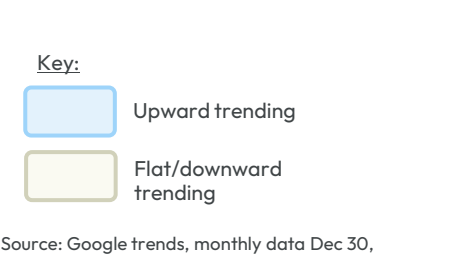 Key:
Upward trending
Flat/downward
trending
Source: Google trends, monthly data Dec 30,